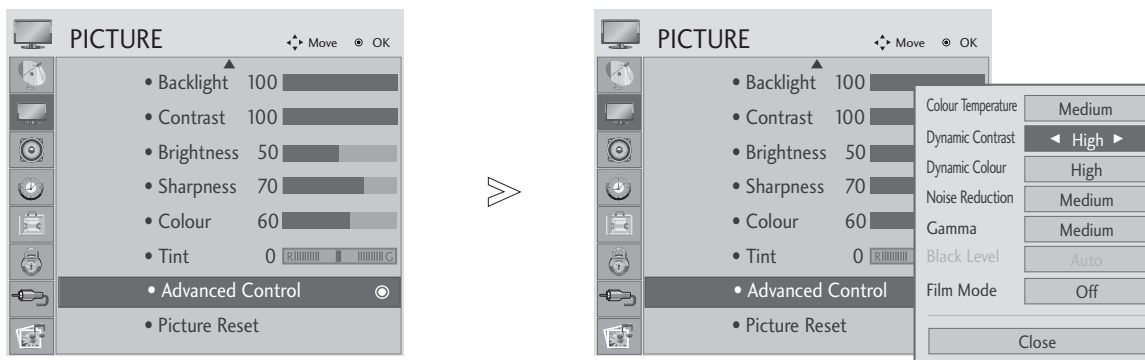 PICTURE Move OK
• Backlight 100
• Contrast 100
• Brightness 50
• Sharpness 70
• Colour 60
• Tint 0 R G
• Advanced Control
• Picture Reset
>
PICTURE Move OK
• Backlight 100
• Contrast 100
• Brightness 50
• Sharpness 70
• Colour 60
• Tint 0 R
• Advanced Control
• Picture Reset
Colour Temperature Medium
Dynamic Contrast ◄ High ►
Dynamic Colour High
Noise Reduction Medium
Gamma Medium
Black Level Auto
Film Mode Off
Close